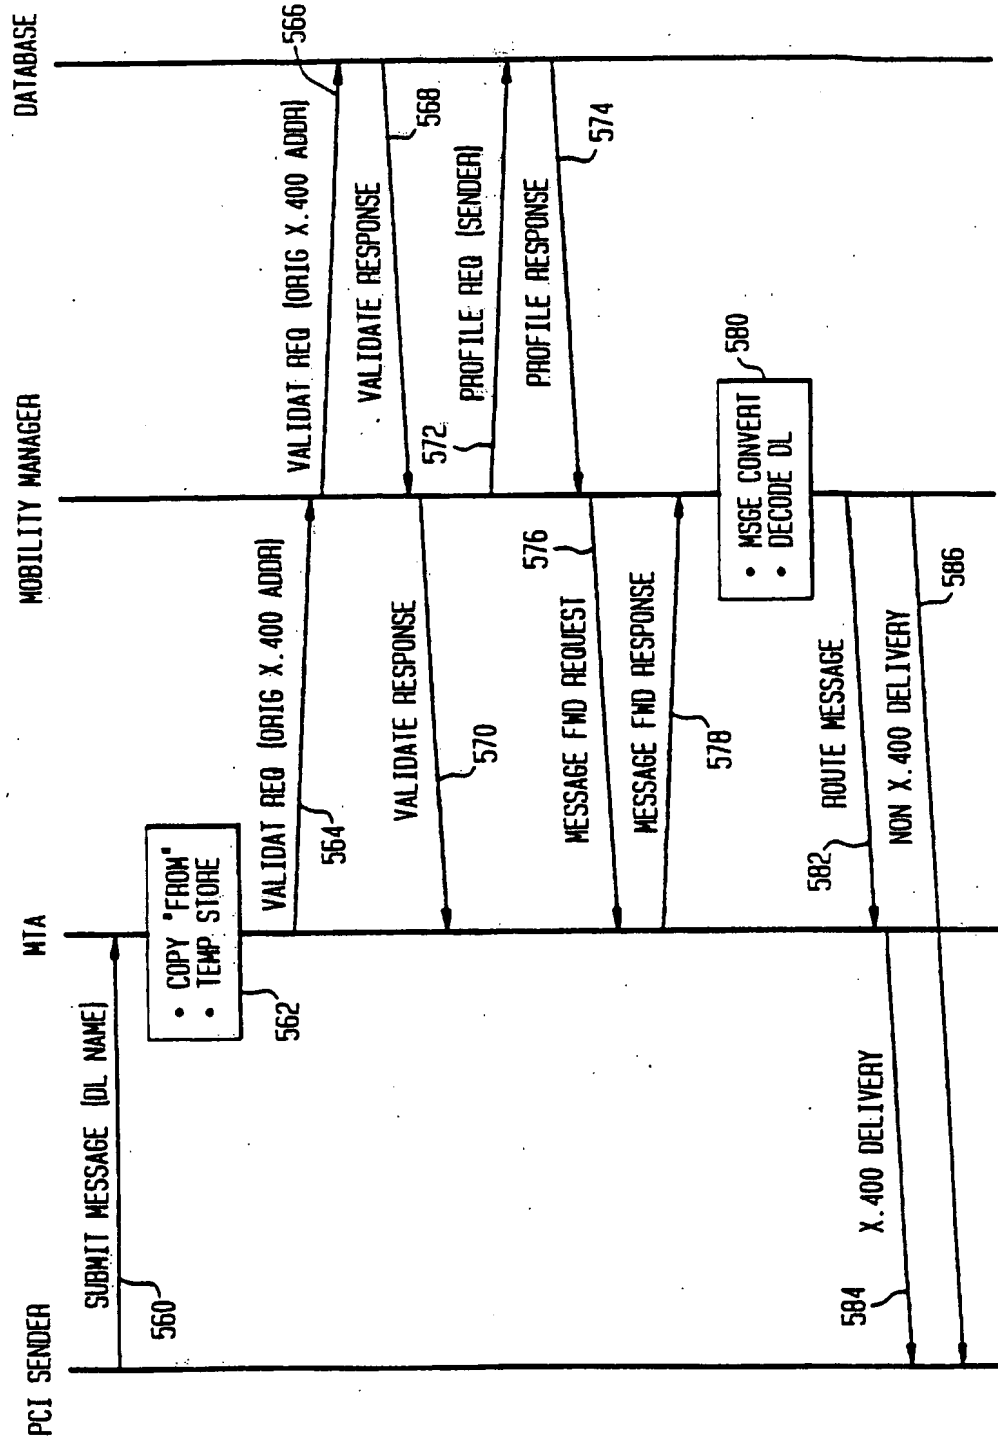 PCI SENDER
MTA
MOBILITY MANAGER
DATABASE
SUBMIT MESSAGE (DL NAME)
560
• COPY "FROM"
• TEMP STORE
562
VALIDAT REQ (ORIG X.400 ADDR)
564
VALIDAT REQ (ORIG X.400 ADDR)
566
VALIDATE RESPONSE
568
VALIDATE RESPONSE
570
572
PROFILE REQ (SENDER)
PROFILE RESPONSE
574
576
MESSAGE FWD REQUEST
MESSAGE FWD RESPONSE
578
• MSGE CONVERT
• DECODE DL
580
ROUTE MESSAGE
582
X.400 DELIVERY
584
NON X.400 DELIVERY
586